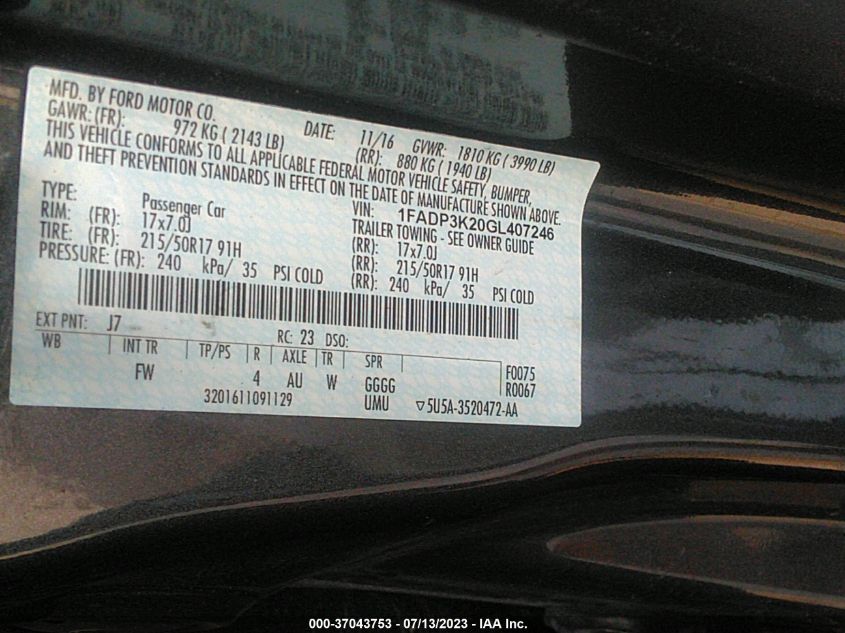 MFD. BY FORD MOTOR CO.
DATE: 11/16 GVWR: 1810 KG ( 3990 LB)
GAWR: (FR): 972 KG ( 2143 LB) (RR): 880 KG ( 1940 LB)
THIS VEHICLE CONFORMS TO ALL APPLICABLE FEDERAL MOTOR VEHICLE SAFETY, BUMPER,
AND THEFT PREVENTION STANDARDS IN EFFECT ON THE DATE OF MANUFACTURE SHOWN ABOVE.
VIN: 1FADP3K20GL407246
TYPE: Passenger Car TRAILER TOWING - SEE OWNER GUIDE
RIM: (FR): 17x7.0J (RR): 17x7.0J
TIRE: (FR): 215/50R17 91H (RR): 215/50R17 91H
PRESSURE: (FR): 240 kPa/ 35 PSI COLD (RR): 240 kPa/ 35 PSI COLD
EXT PNT: J7 RC: 23 DSO:
WB INT TR TP/PS R AXLE TR SPR F0075
FW 4 AU W GGGG R0067
3201611091129 UMU ▽5U5A-3520472-AA
000-37043753 - 07/13/2023 - IAA Inc.